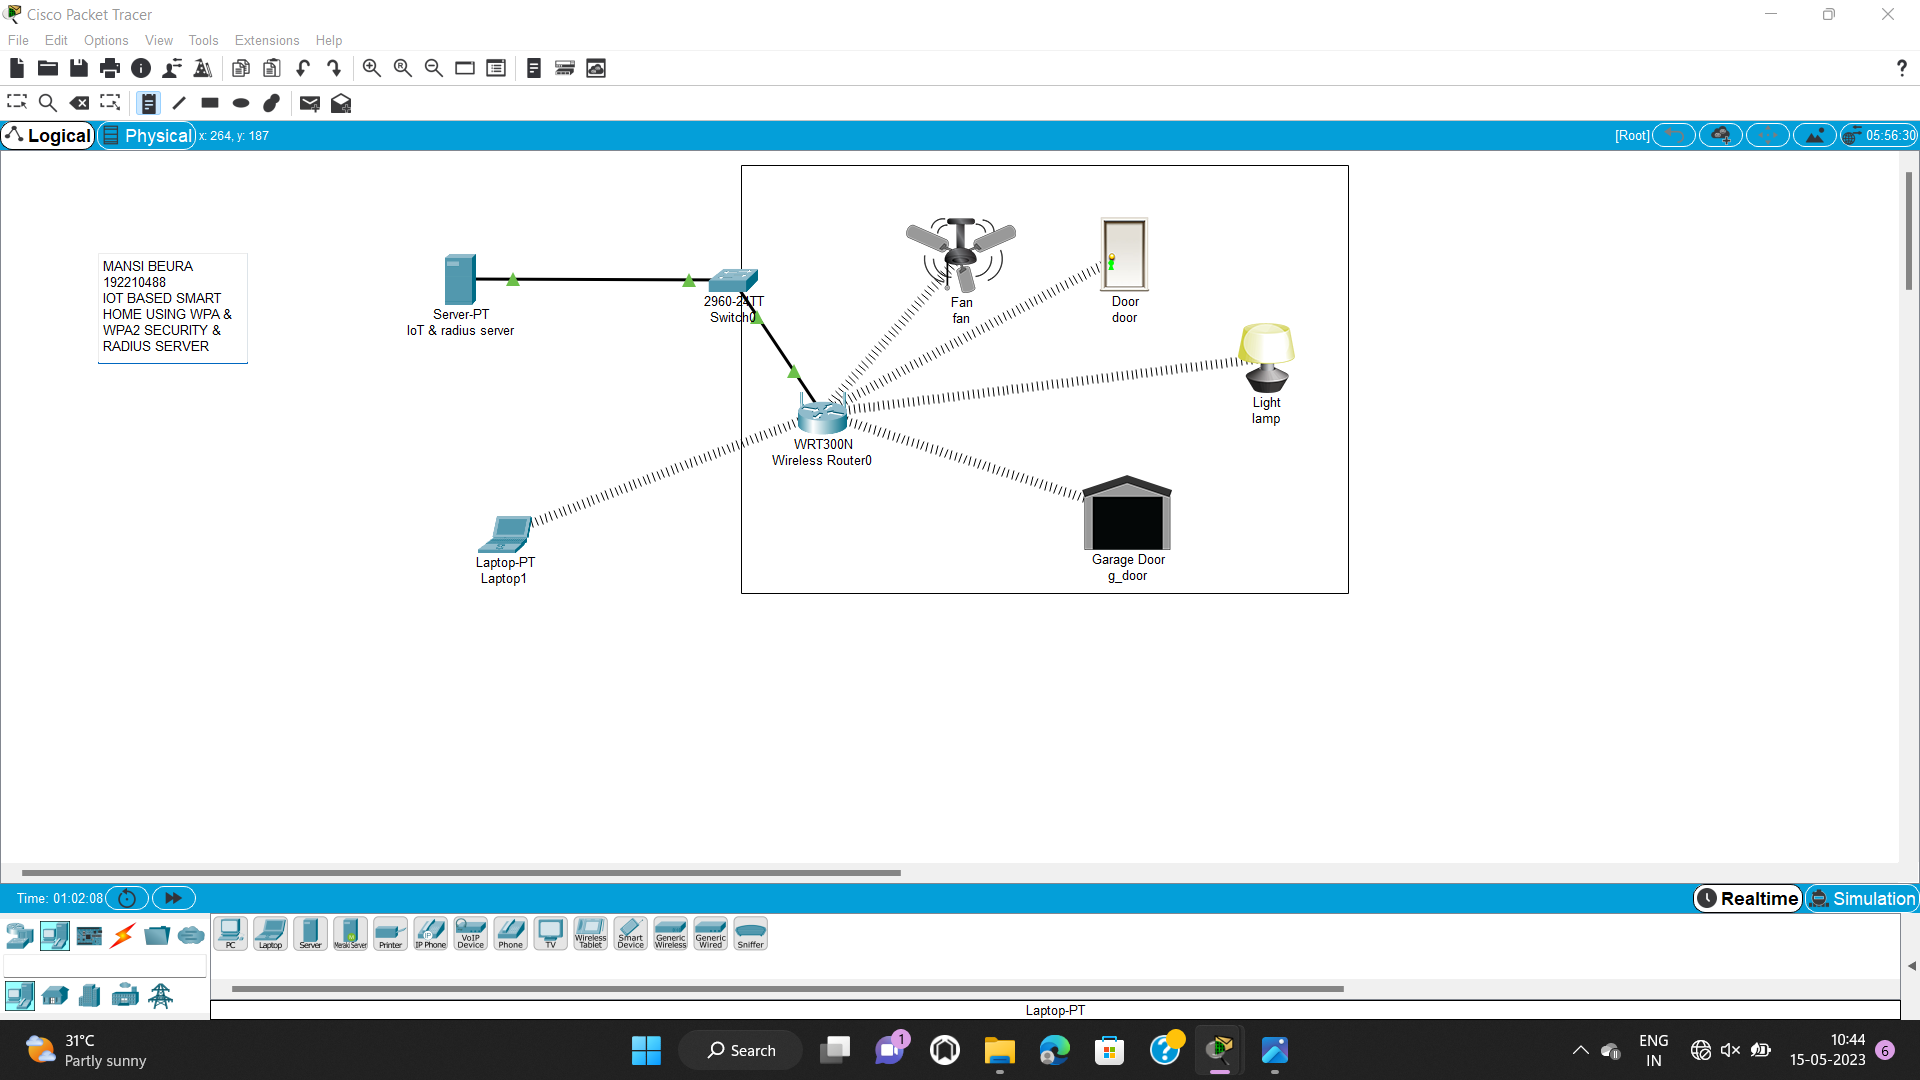 Cisco Packet Tracer
File Edit Options View Tools Extensions Help
?
Logical Physical x: 264, y: 187 [Root] 05:56:30
MANSI BEURA
192210488
IOT BASED SMART
HOME USING WPA &
WPA2 SECURITY &
RADIUS SERVER
Server-PT
IoT & radius server
2960-24TT
Switch0
Fan
fan
Door
door
Light
lamp
WRT300N
Wireless Router0
Laptop-PT
Laptop1
Garage Door
g_door
Time: 01:02:08 Realtime Simulation
PC Laptop Server Meraki Server Printer IP Phone VoIP Device Phone TV Wireless Tablet Smart Device Generic Wireless Generic Wired Sniffer
Laptop-PT
31°C
Partly sunny
Search
1
ENG
IN
10:44
15-05-2023
6